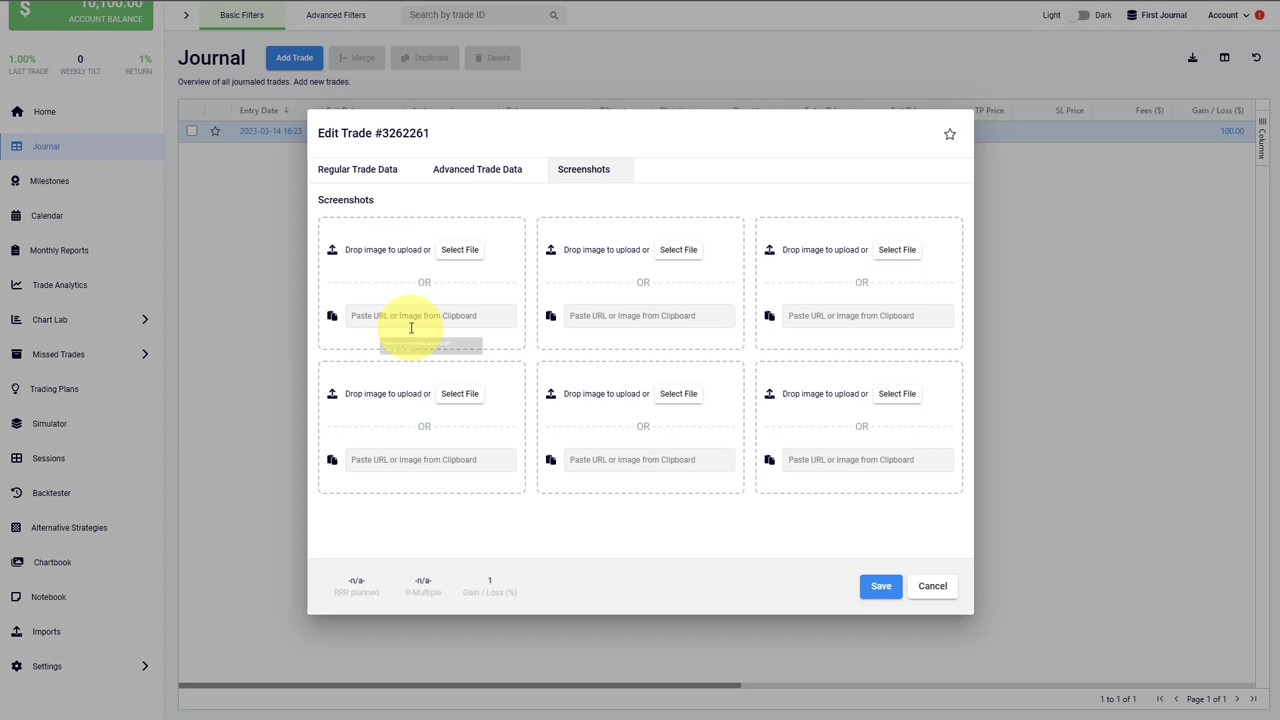 $
10,100.00
ACCOUNT BALANCE
1.00%
LAST TRADE
0
WEEKLY TILT
1%
RETURN
Home
Journal
Milestones
Calendar
Monthly Reports
Trade Analytics
Chart Lab
Missed Trades
Trading Plans
Simulator
Sessions
Backtester
Alternative Strategies
Chartbook
Notebook
Imports
Settings
Basic Filters
Advanced Filters
Search by trade ID
Light
Dark
First Journal
Account
Journal
Add Trade
Merge
Duplicate
Delete
Overview of all journaled trades. Add new trades.
Entry Date
TP Price
SL Price
Fees ($)
Gain / Loss ($)
2023-03-14 16:23
100.00
Columns
Edit Trade #3262261
Regular Trade Data
Advanced Trade Data
Screenshots
Screenshots
Drop image to upload or
Select File
OR
Paste URL or Image from Clipboard
Drop image to upload or
Select File
OR
Paste URL or Image from Clipboard
Drop image to upload or
Select File
OR
Paste URL or Image from Clipboard
Drop image to upload or
Select File
OR
Paste URL or Image from Clipboard
Drop image to upload or
Select File
OR
Paste URL or Image from Clipboard
Drop image to upload or
Select File
OR
Paste URL or Image from Clipboard
-n/a-
RRR planned
-n/a-
R-Multiple
1
Gain / Loss (%)
Save
Cancel
1 to 1 of 1
Page 1 of 1